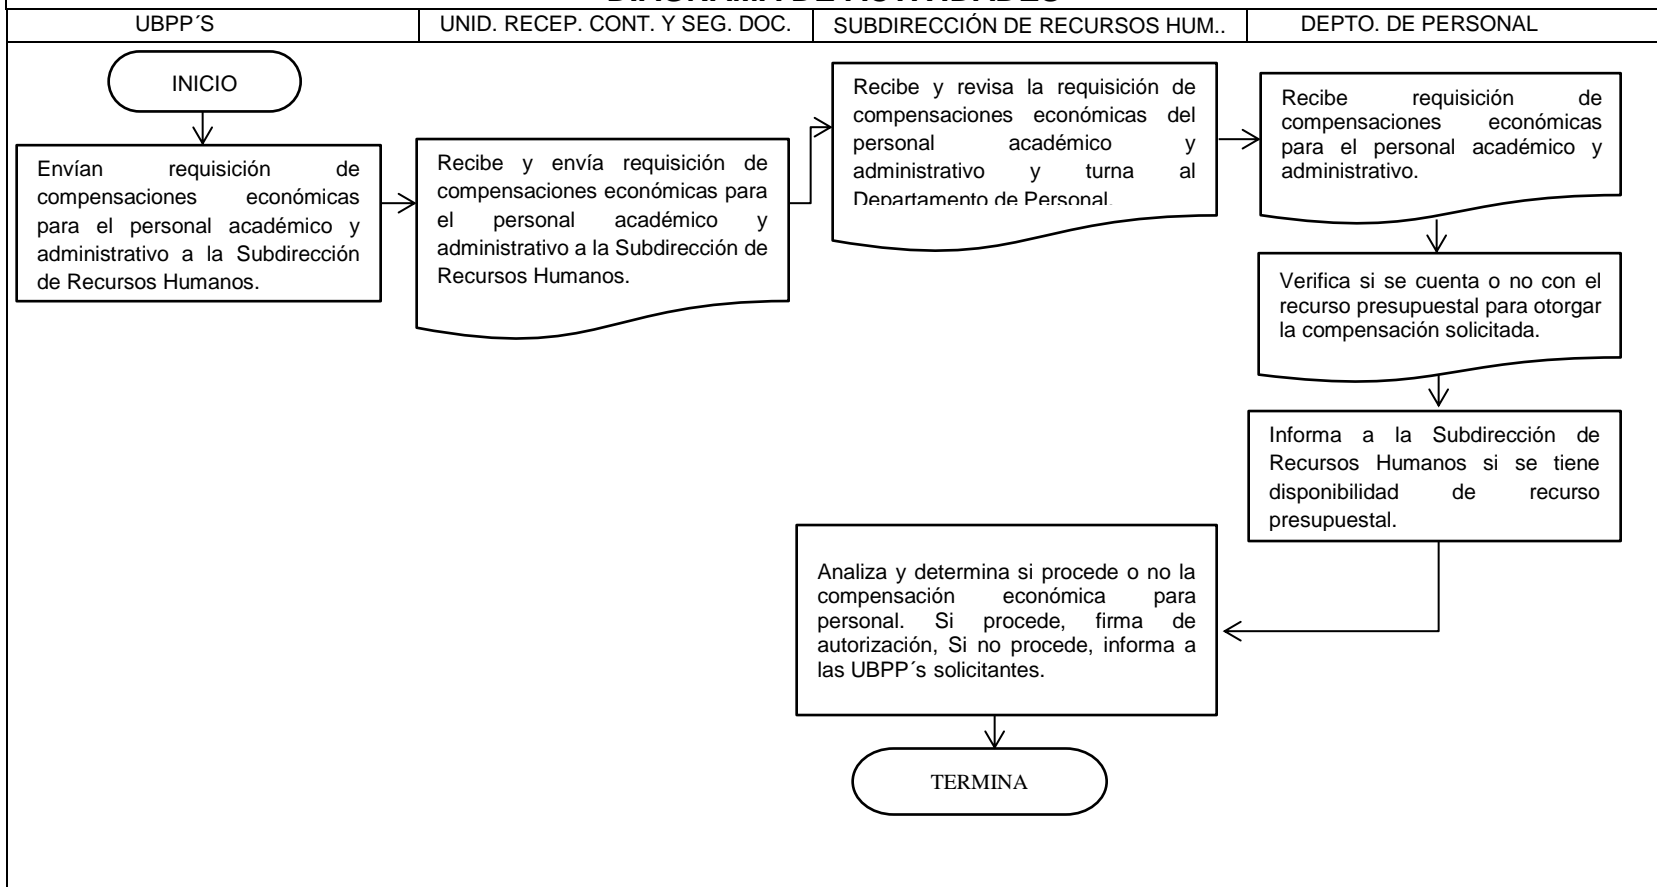 DIAGRAMA DE ACTIVIDADES
UBPP´S
UNID. RECEP. CONT. Y SEG. DOC.
SUBDIRECCIÓN DE RECURSOS HUM..
DEPTO. DE PERSONAL
INICIO
Envían requisición de
compensaciones económicas
para el personal académico y
administrativo a la Subdirección
de Recursos Humanos.
Recibe y envía requisición de
compensaciones económicas para
el personal académico y
administrativo a la Subdirección de
Recursos Humanos.
Recibe y revisa la requisición de
compensaciones económicas del
personal académico y
administrativo y turna al
Departamento de Personal.
Recibe requisición de
compensaciones económicas
para el personal académico y
administrativo.
Verifica si se cuenta o no con el
recurso presupuestal para otorgar
la compensación solicitada.
Informa a la Subdirección de
Recursos Humanos si se tiene
disponibilidad de recurso
presupuestal.
Analiza y determina si procede o no la
compensación económica para
personal. Si procede, firma de
autorización, Si no procede, informa a
las UBPP´s solicitantes.
TERMINA